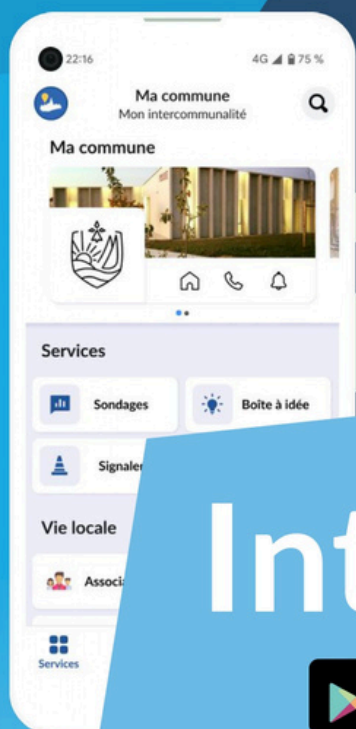 22:16
4G 75 %
Ma commune
Mon intercommunalité
Ma commune
Services
Sondages
Boîte à idée
Signaler
Vie locale
Associa
Int
Services